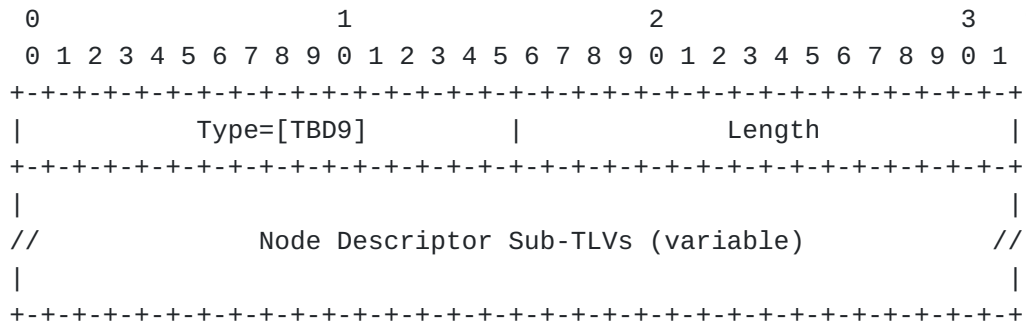 0                   1                   2                   3
 0 1 2 3 4 5 6 7 8 9 0 1 2 3 4 5 6 7 8 9 0 1 2 3 4 5 6 7 8 9 0 1
+-+-+-+-+-+-+-+-+-+-+-+-+-+-+-+-+-+-+-+-+-+-+-+-+-+-+-+-+-+-+-+-+
|           Type=[TBD9]         |             Length            |
+-+-+-+-+-+-+-+-+-+-+-+-+-+-+-+-+-+-+-+-+-+-+-+-+-+-+-+-+-+-+-+-+
|                                                               |
//              Node Descriptor Sub-TLVs (variable)            //
|                                                               |
+-+-+-+-+-+-+-+-+-+-+-+-+-+-+-+-+-+-+-+-+-+-+-+-+-+-+-+-+-+-+-+-+